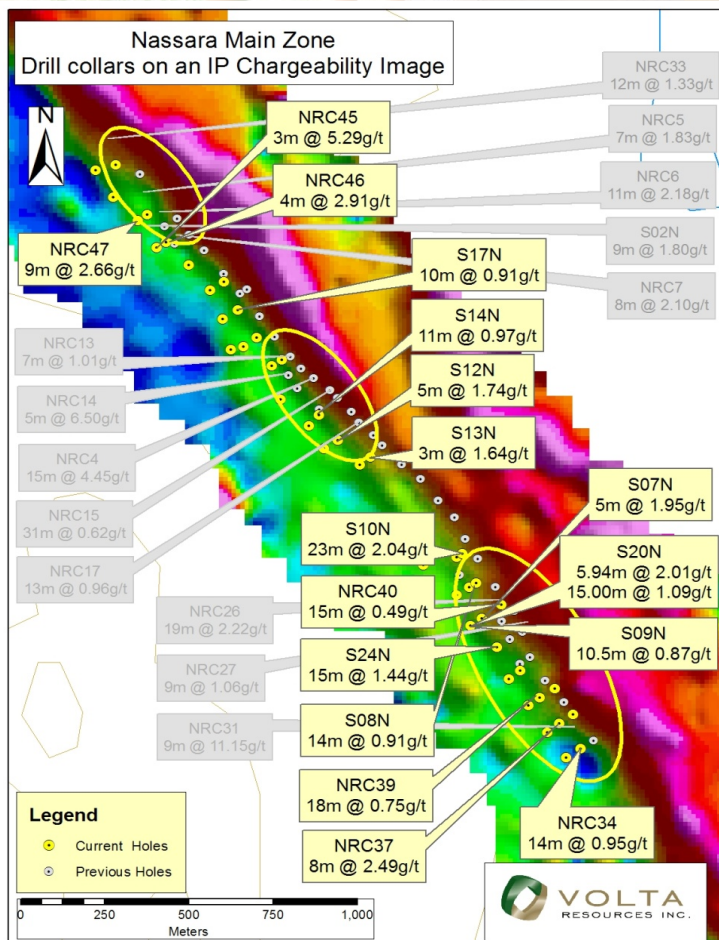 Nassara Main Zone
Drill collars on an IP Chargeability Image
N
NRC33
12m @ 1.33g/t
NRC45
3m @ 5.29g/t
NRC5
7m @ 1.83g/t
NRC46
4m @ 2.91g/t
NRC6
11m @ 2.18g/t
S02N
9m @ 1.80g/t
NRC47
9m @ 2.66g/t
S17N
10m @ 0.91g/t
NRC7
8m @ 2.10g/t
S14N
11m @ 0.97g/t
NRC13
7m @ 1.01g/t
S12N
5m @ 1.74g/t
NRC14
5m @ 6.50g/t
S13N
3m @ 1.64g/t
NRC4
15m @ 4.45g/t
NRC15
31m @ 0.62g/t
S07N
5m @ 1.95g/t
S10N
23m @ 2.04g/t
S20N
5.94m @ 2.01g/t
15.00m @ 1.09g/t
NRC17
13m @ 0.96g/t
NRC40
15m @ 0.49g/t
NRC26
19m @ 2.22g/t
S09N
10.5m @ 0.87g/t
S24N
15m @ 1.44g/t
NRC27
9m @ 1.06g/t
S08N
14m @ 0.91g/t
NRC31
9m @ 11.15g/t
NRC39
18m @ 0.75g/t
NRC34
14m @ 0.95g/t
NRC37
8m @ 2.49g/t
Legend
Current Holes
Previous Holes
0 250 500 750 1,000
Meters
VOLTA
RESOURCES INC.